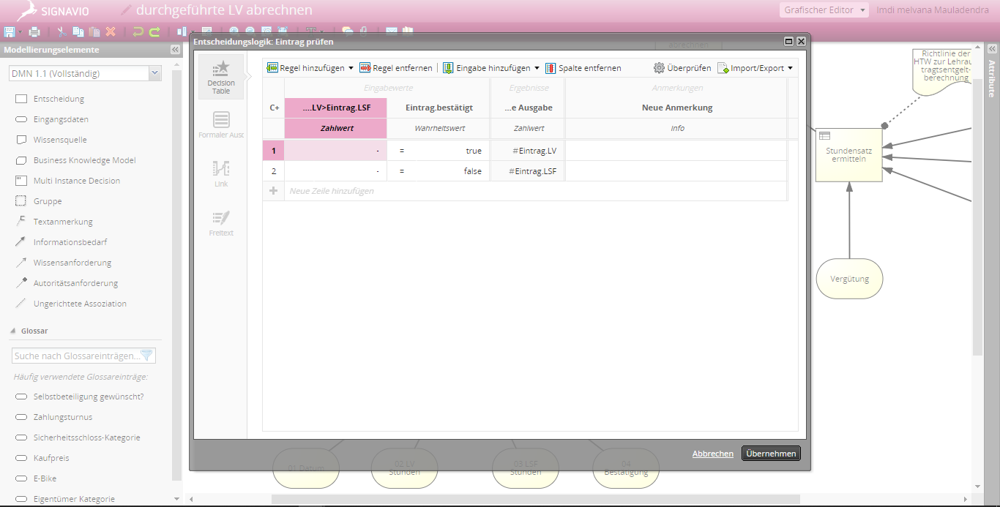 SIGNAVIO
durchgeführte LV abrechnen
Grafischer Editor
Imdi melvana Mauladendra
Modellierungselemente
DMN 1.1 (Vollständig)
Entscheidung
Eingangsdaten
Wissensquelle
Business Knowledge Model
Multi Instance Decision
Gruppe
Textanmerkung
Informationsbedarf
Wissensanforderung
Autoritätsanforderung
Ungerichtete Assoziation
Glossar
Suche nach Glossareinträgen...
Häufig verwendete Glossareinträge:
Selbstbeteiligung gewünscht?
Zahlungsturnus
Sicherheitsschloss-Kategorie
Kaufpreis
E-Bike
Eigentümer Kategorie
abrechnen
Entscheidungslogik: Eintrag prüfen
Decision
Table
Formaler Ausd
Link
Freitext
Regel hinzufügen
Regel entfernen
Eingabe hinzufügen
Spalte entfernen
Überprüfen
Import/Export
Eingabewerte
Ergebnisse
Anmerkungen
C+
....LV>Eintrag.LSF
Eintrag.bestätigt
...e Ausgabe
Neue Anmerkung
Zahlwert
Wahrheitswert
Zahlwert
Info
1
-
=
true
#Eintrag.LV
2
-
=
false
#Eintrag.LSF
+
Neue Zeile hinzufügen
Abbrechen
Übernehmen
01 Datum
02 LV
Stunden
03 LSF
Stunden
04
Bestätigung
Richtlinie der
HTW zur Lehrau
tragtsentgelt-
berechnung
Stundensatz
ermitteln
Vergütung
Attribute